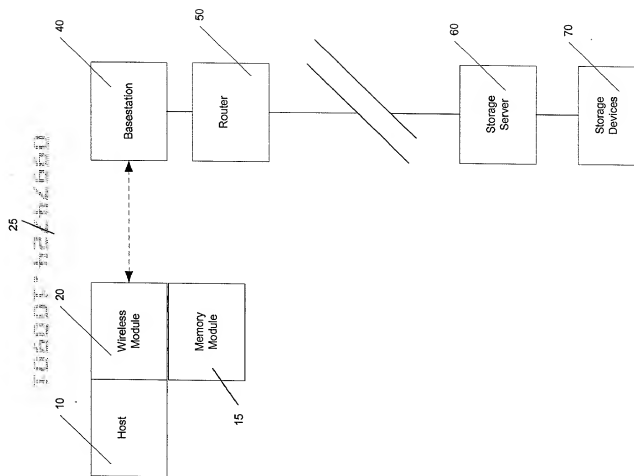 40
50
60
70
Basestation
Router
Storage
Server
Storage
Devices
25
20
10
15
Wireless
Module
Memory
Module
Host